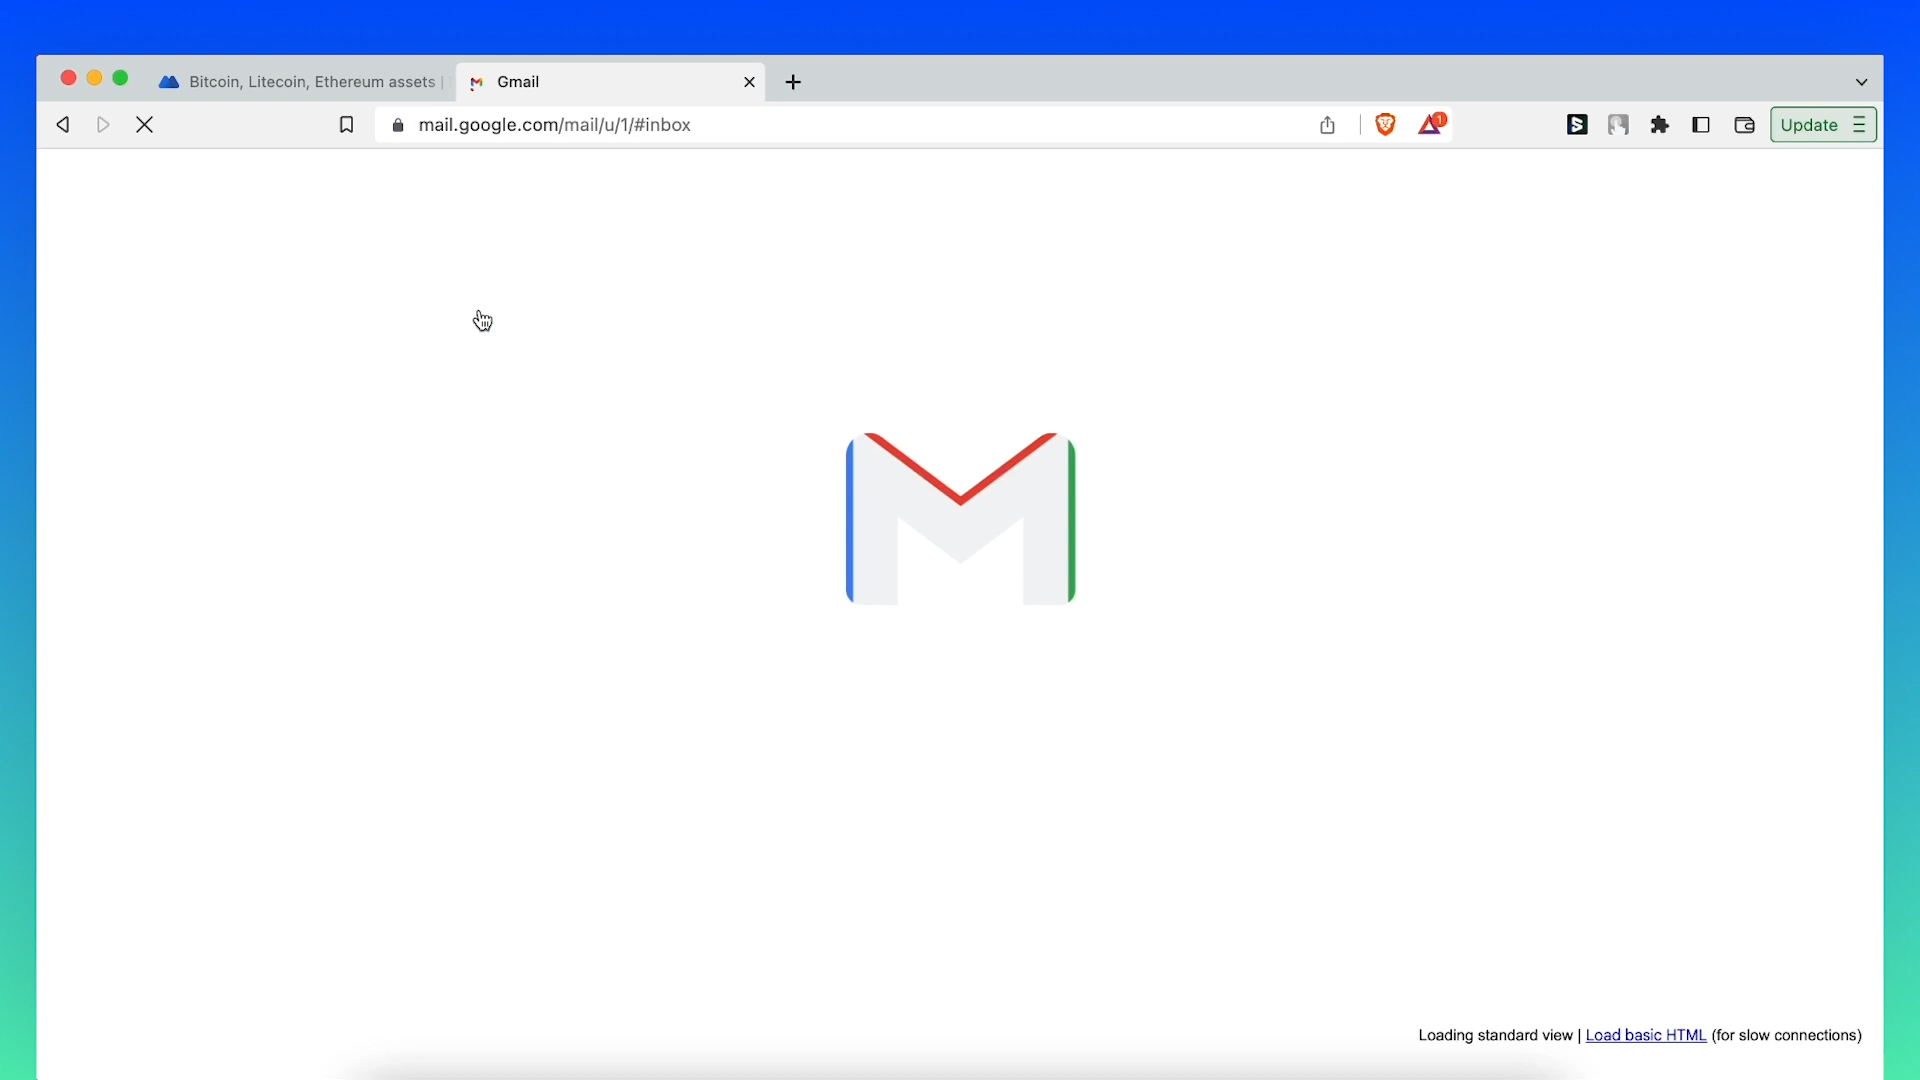 Bitcoin, Litecoin, Ethereum assets |
Gmail
mail.google.com/mail/u/1/#inbox
1
Update
Loading standard view | Load basic HTML (for slow connections)